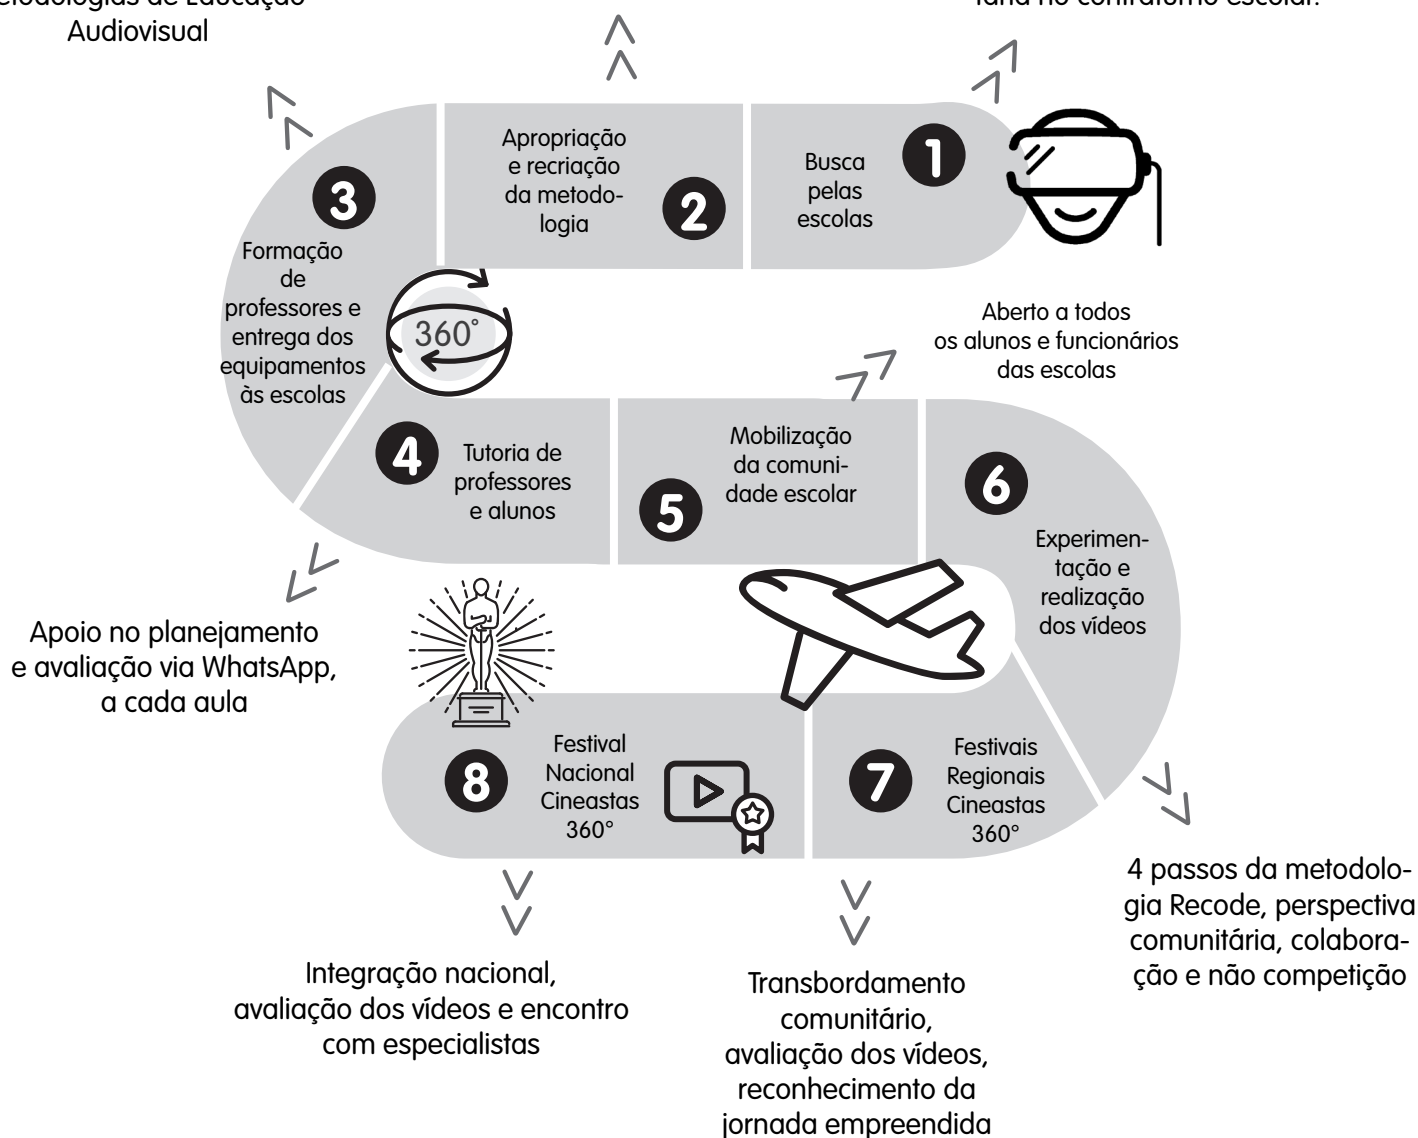 Audiovisual
1
Busca
pelas
escolas
Apropriação
e recriação
da metodo-
logia
2
3
Formação
de
professores e
entrega dos
equipamentos
às escolas
360°
Aberto a todos
os alunos e funcionários
das escolas
4
Tutoria de
professores
e alunos
5
Mobilização
da comuni-
dade escolar
6
Experimen-
tação e
realização
dos vídeos
Apoio no planejamento
e avaliação via WhatsApp,
a cada aula
7
Festivais
Regionais
Cineastas
360°
8
Festival
Nacional
Cineastas
360°
4 passos da metodolo-
gia Recode, perspectiva
comunitária, colabora-
ção e não competição
Integração nacional,
avaliação dos vídeos e encontro
com especialistas
Transbordamento
comunitário,
avaliação dos vídeos,
reconhecimento da
jornada empreendida